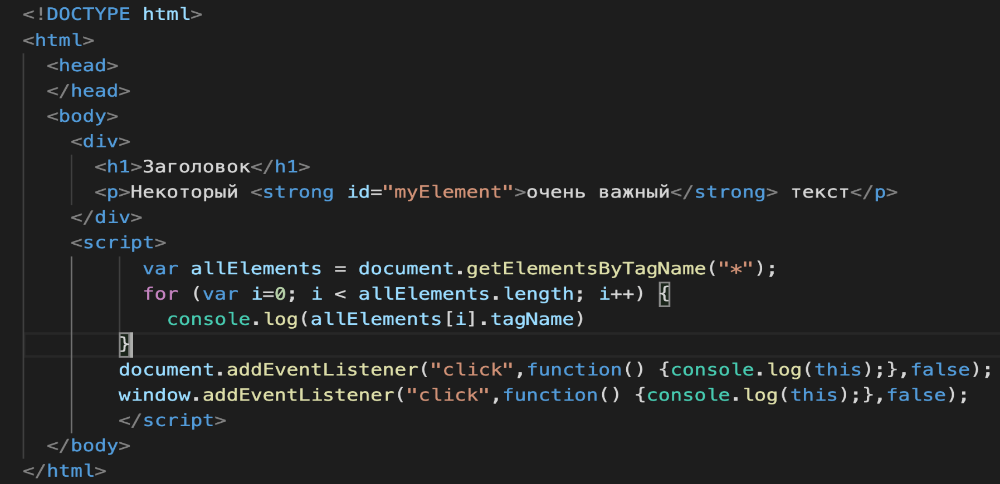 <!DOCTYPE html>
<html>
<head>
</head>
<body>
<div>
<h1>Заголовок</h1>
<p>Некоторый <strong id="myElement">очень важный</strong> текст</p>
</div>
<script>
var allElements = document.getElementsByTagName("*");
for (var i=0; i < allElements.length; i++) {
console.log(allElements[i].tagName)
}
document.addEventListener("click",function() {console.log(this);},false);
window.addEventListener("click",function() {console.log(this);},false);
</script>
</body>
</html>